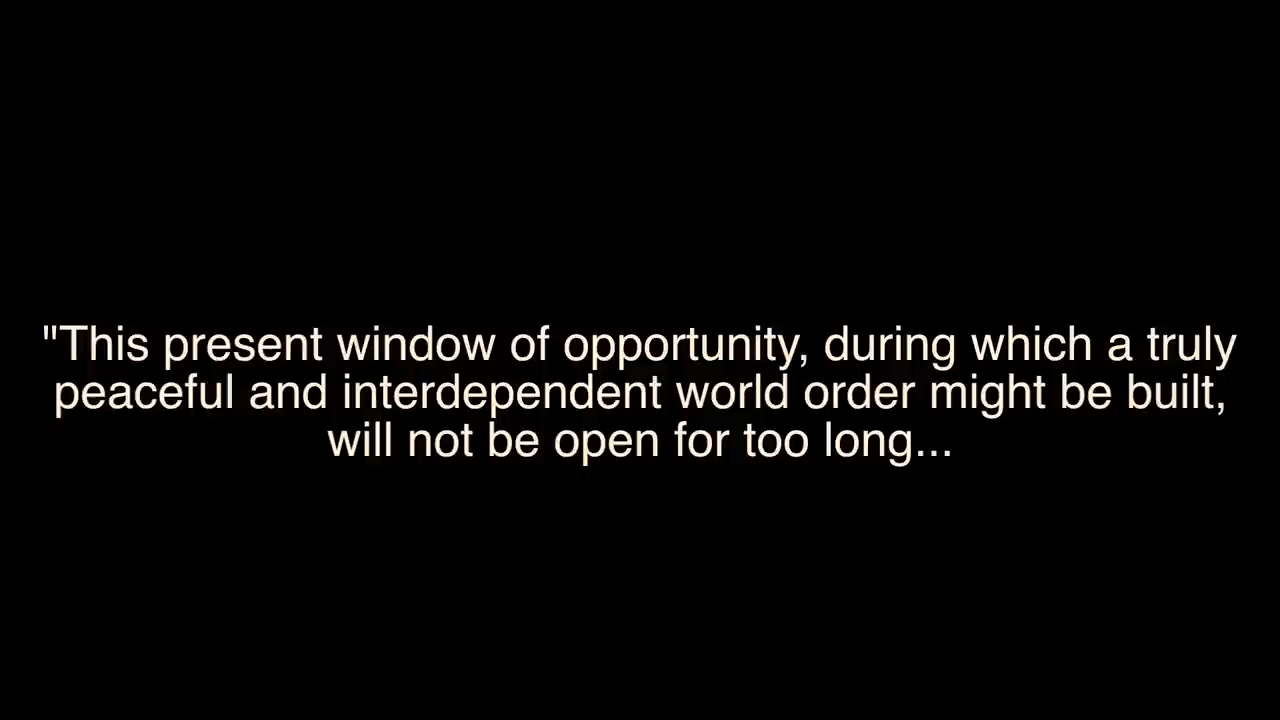 "This present window of opportunity, during which a truly
peaceful and interdependent world order might be built,
will not be open for too long...